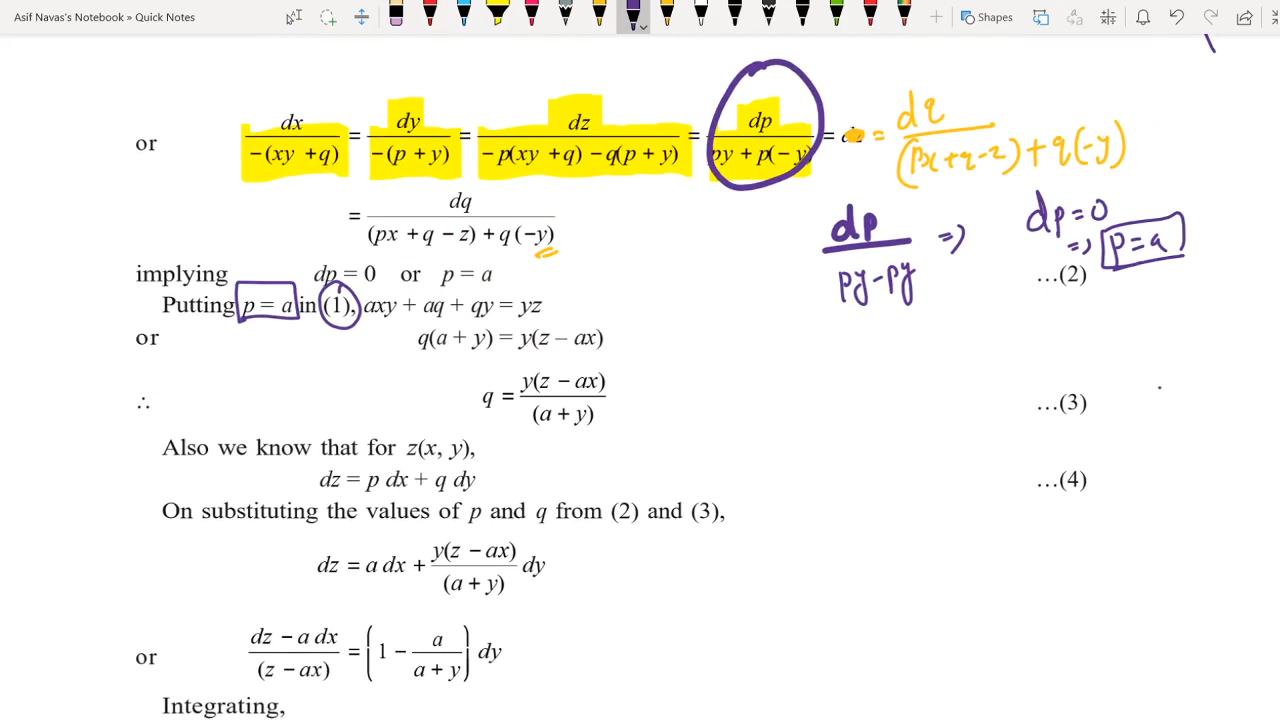 Asif Navas's Notebook » Quick Notes
Shapes
or dx/−(xy + q) = dy/−(p + y) = dz/−p(xy + q) − q(p + y) = dp/py + p(− y) = = dq/(px+q-z)+q(-y)
= dq/(px + q − z) + q (−y)
dp/py-py => dp=0
=> p=a
implying dp = 0 or p = a …(2)
Putting p = a in (1), axy + aq + qy = yz
or q(a + y) = y(z – ax)
∴ q = y(z − ax)/(a + y) …(3)
Also we know that for z(x, y),
dz = p dx + q dy …(4)
On substituting the values of p and q from (2) and (3),
dz = a dx + y(z − ax)/(a + y) dy
or dz − a dx/(z − ax) = (1 − a/a + y) dy
Integrating,